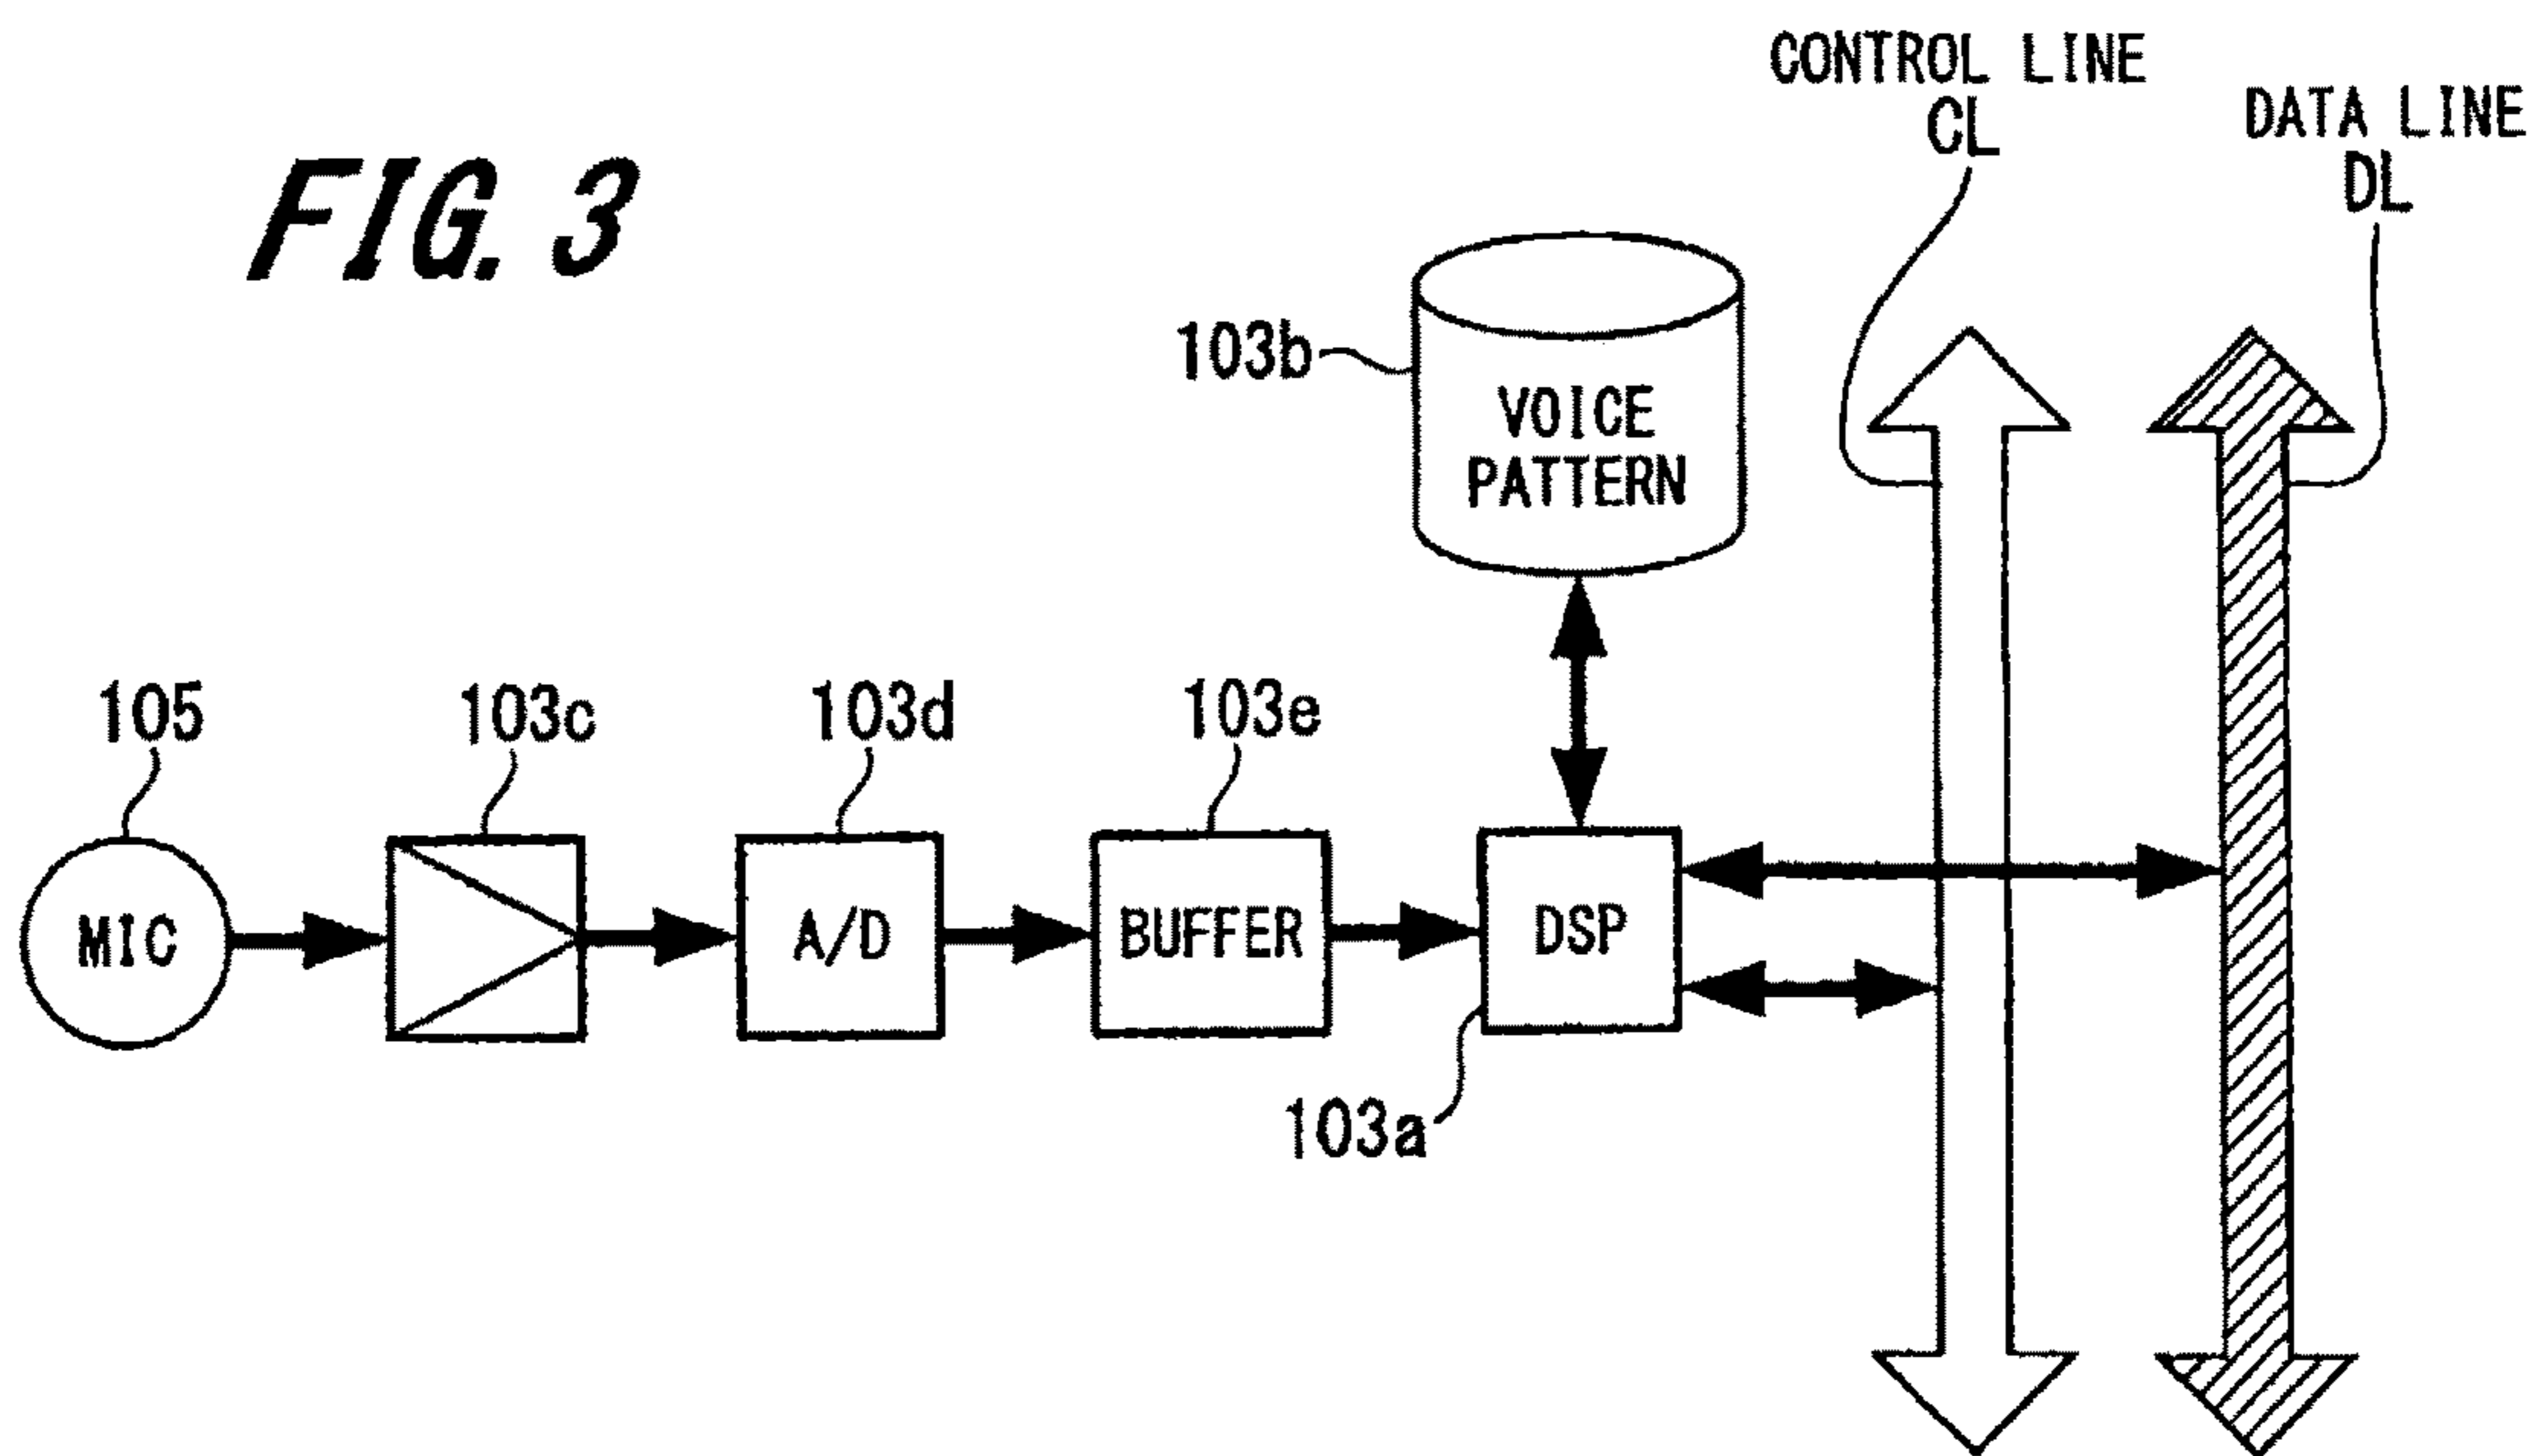 FIG. 3
CONTROL LINE
CL
DATA LINE
DL
103b
VOICE
PATTERN
105
103c
103d
103e
MIC
A/D
BUFFER
DSP
103a